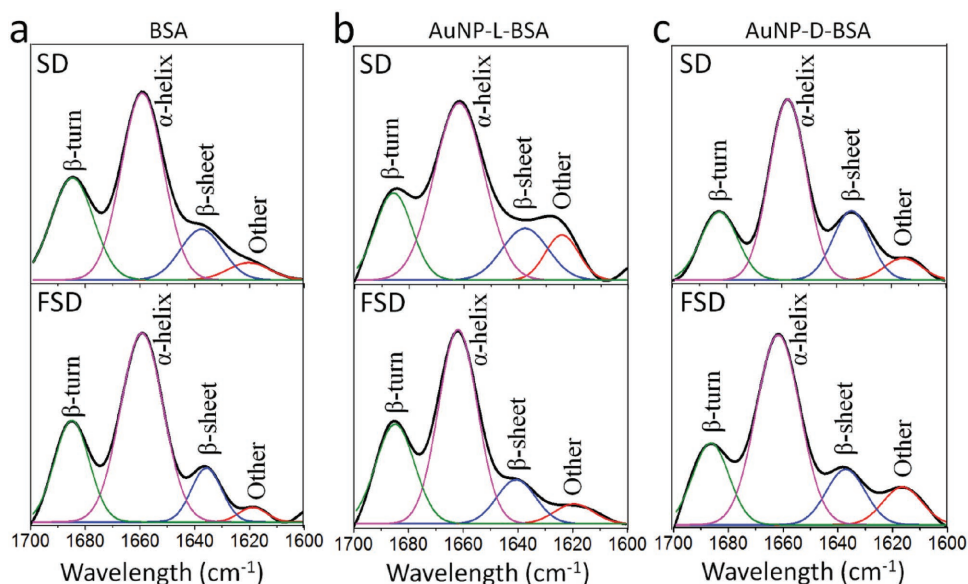 a BSA
SD
β-turn
α-helix
β-sheet
Other
FSD
β-turn
α-helix
β-sheet
Other
1700 1680 1660 1640 1620 1600
Wavelength (cm⁻¹)
b AuNP-L-BSA
SD
β-turn
α-helix
β-sheet
Other
FSD
β-turn
α-helix
β-sheet
Other
1700 1680 1660 1640 1620 1600
Wavelength (cm⁻¹)
c AuNP-D-BSA
SD
β-turn
α-helix
β-sheet
Other
FSD
β-turn
α-helix
β-sheet
Other
1700 1680 1660 1640 1620 1600
Wavelength (cm⁻¹)